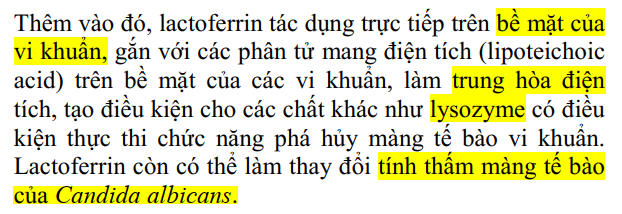 Thêm vào đó, lactoferrin tác dụng trực tiếp trên bề mặt của
vi khuẩn, gắn với các phân tử mang điện tích (lipoteichoic
acid) trên bề mặt của các vi khuẩn, làm trung hòa điện
tích, tạo điều kiện cho các chất khác như lysozyme có điều
kiện thực thi chức năng phá hủy màng tế bào vi khuẩn.
Lactoferrin còn có thể làm thay đổi tính thấm màng tế bào
của Candida albicans.